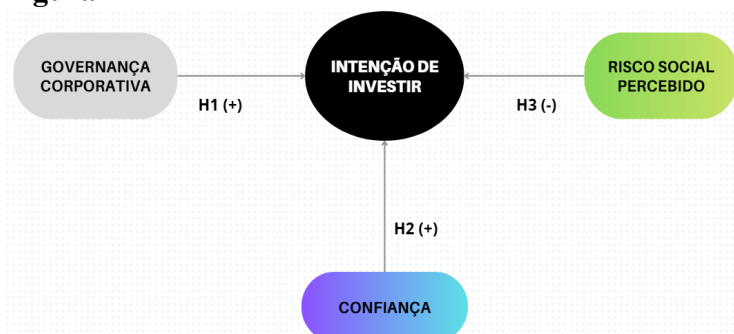 GOVERNANÇA
CORPORATIVA
INTENÇÃO DE
INVESTIR
RISCO SOCIAL
PERCEBIDO
H1 (+)
H3 (-)
H2 (+)
CONFIANÇA